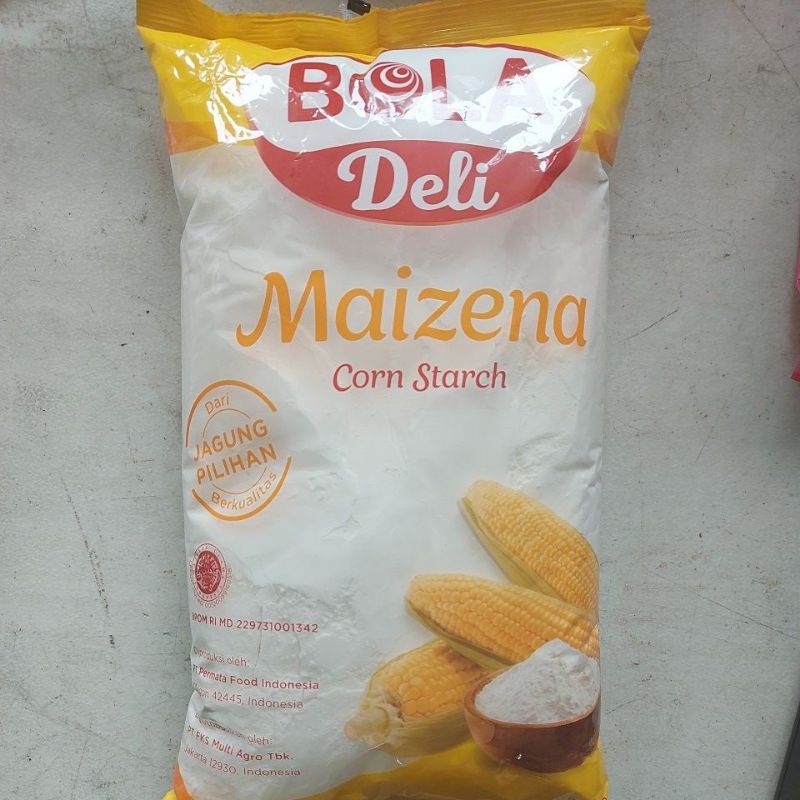 BOLA
Deli
Maizena
Corn Starch
Dari
JAGUNG
PILIHAN
Berkualitas
BPOM RI MD 229731001342
Diproduksi oleh:
PT Permata Food Indonesia
42445, Indonesia
oleh:
PT FKS Multi Agro Tbk.
Jakarta 12930, Indonesia